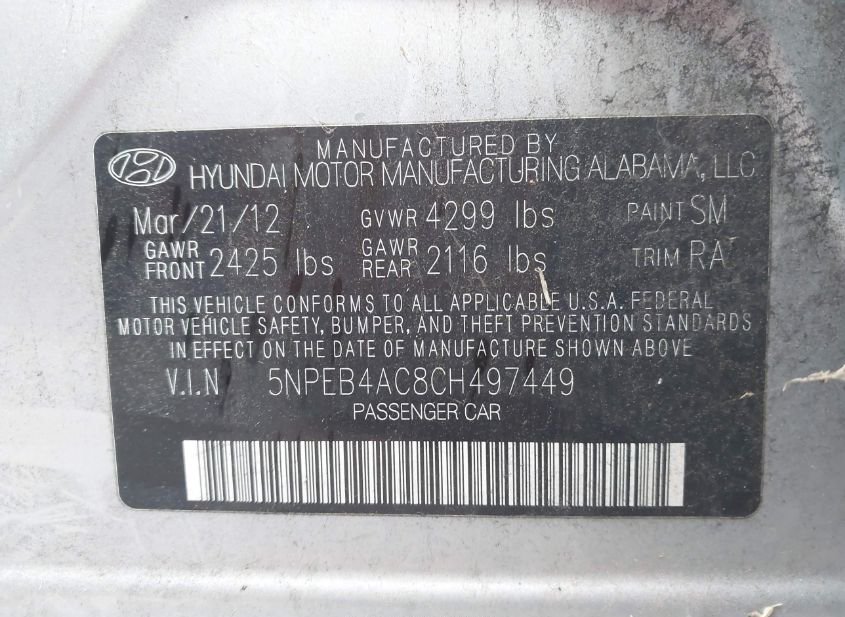 MANUFACTURED BY
HYUNDAI MOTOR MANUFACTURING ALABAMA, LLC
Mar/21/12 GVWR 4299 lbs PAINT SM
GAWR FRONT 2425 lbs GAWR REAR 2116 lbs TRIM RA
THIS VEHICLE CONFORMS TO ALL APPLICABLE U.S.A. FEDERAL
MOTOR VEHICLE SAFETY, BUMPER, AND THEFT PREVENTION STANDARDS
IN EFFECT ON THE DATE OF MANUFACTURE SHOWN ABOVE
V.I.N 5NPEB4AC8CH497449
PASSENGER CAR